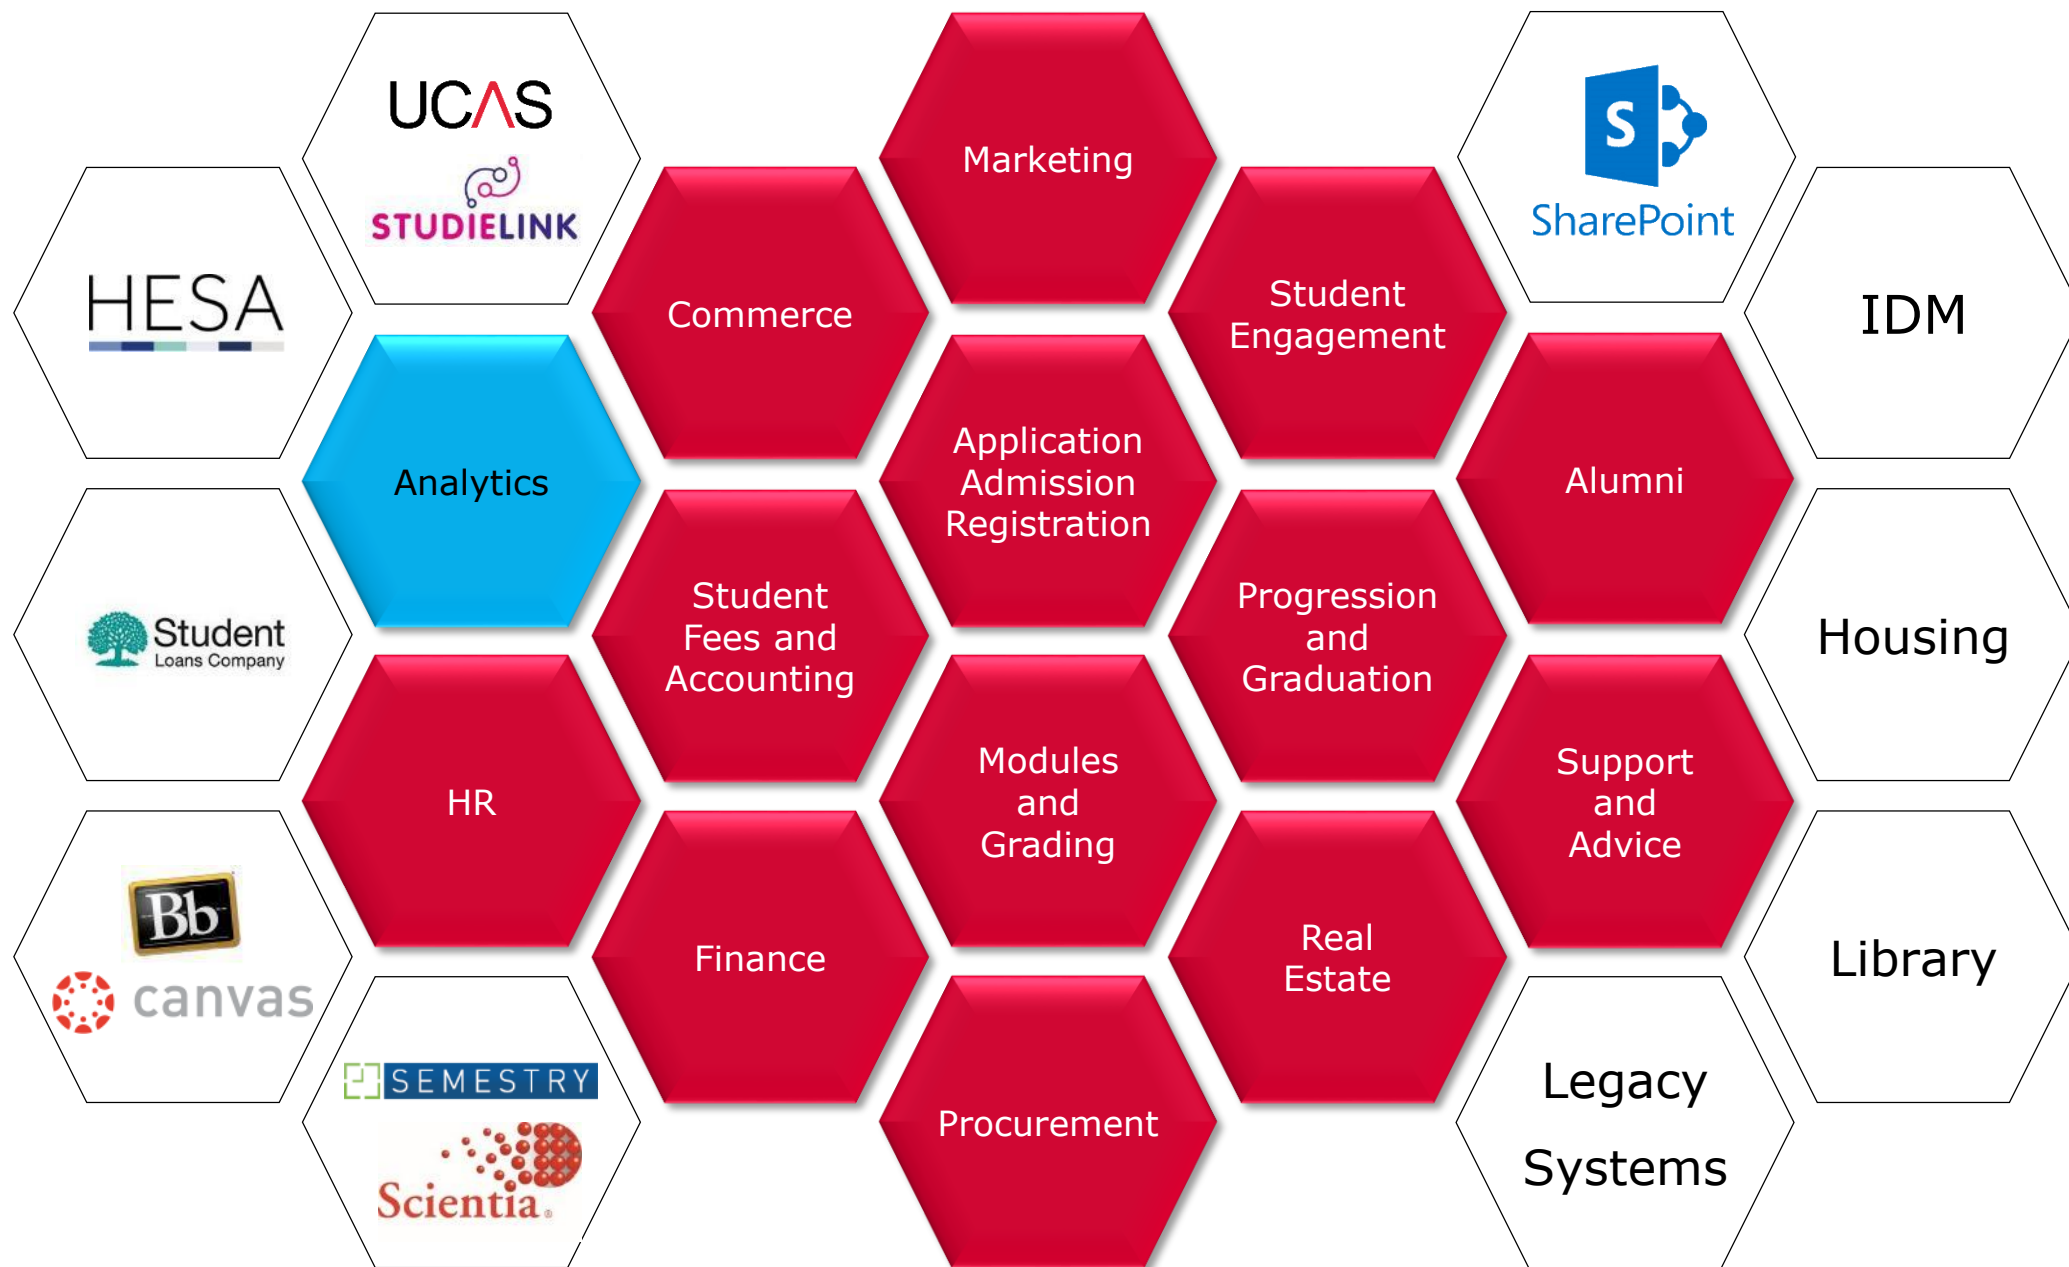 UCAS
STUDIELINK
Marketing
S
SharePoint
HESA
Commerce
Student
Engagement
IDM
Analytics
Application
Admission
Registration
Alumni
Student
Loans Company
Student
Fees and
Accounting
Progression
and
Graduation
Housing
HR
Modules
and
Grading
Support
and
Advice
Bb
canvas
Finance
Real
Estate
Library
SEMESTRY
Scientia®
Procurement
Legacy
Systems